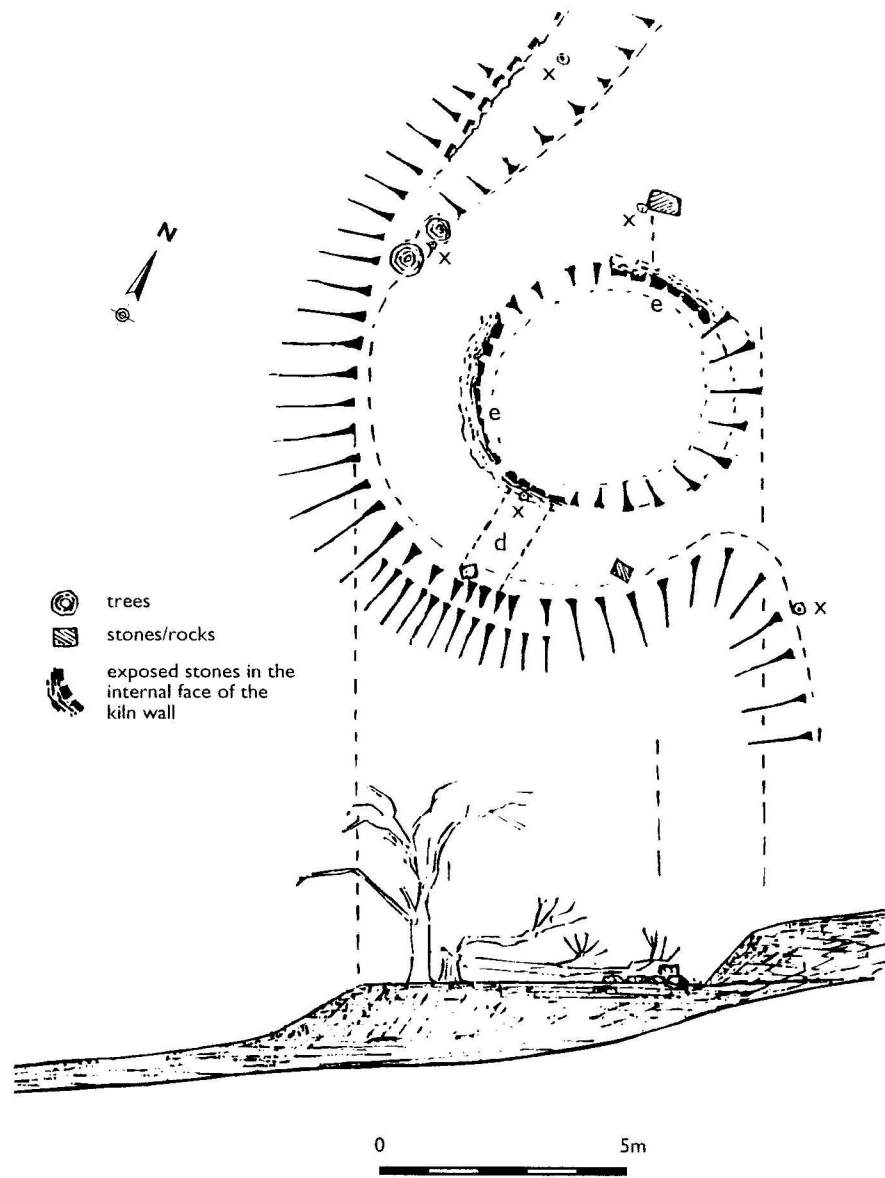 x
x
N
x
e
e
x
d
x
trees
stones/rocks
exposed stones in the
internal face of the
kiln wall
0 5m